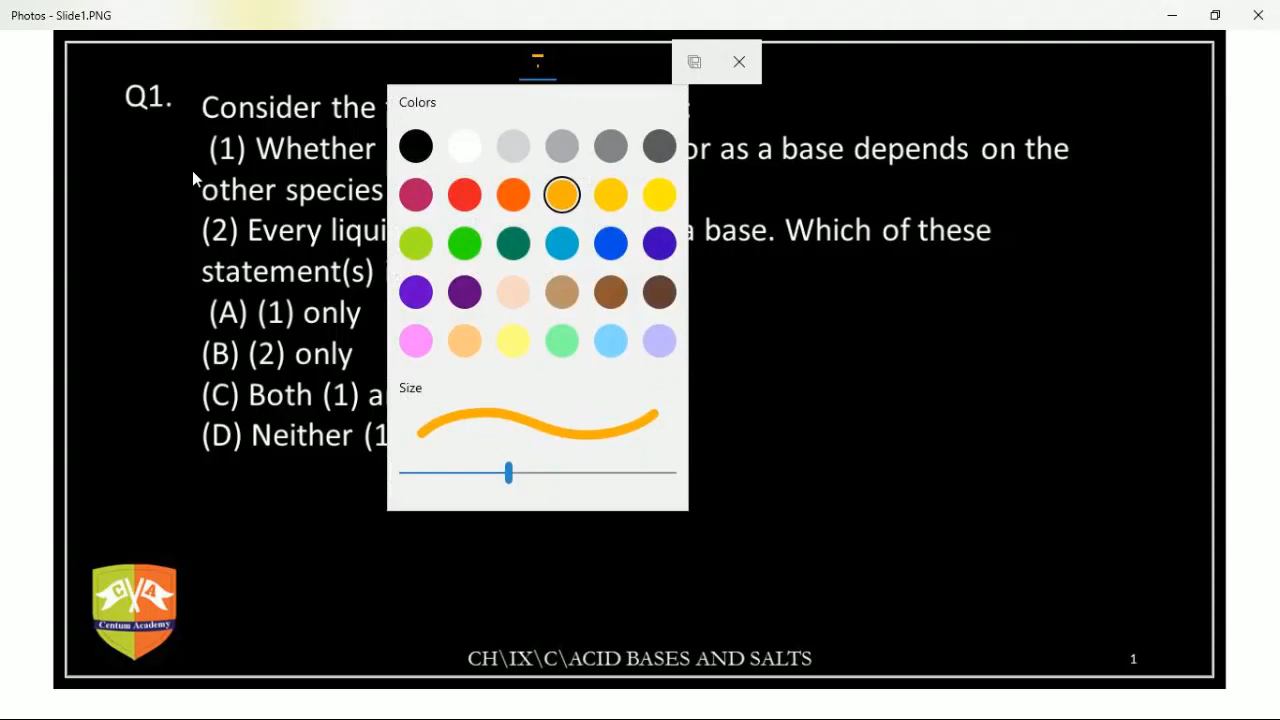 Photos - Slide1.PNG
Q1.
Consider the
(1) Whether or as a base depends on the
other species
(2) Every a base. Which of these
statement(s)
(A) (1) only
(B) (2) only
(C) Both (1)
(D) Neither
Colors
Size
C A
Centum Academy
CH\IX\C\ACID BASES AND SALTS
1